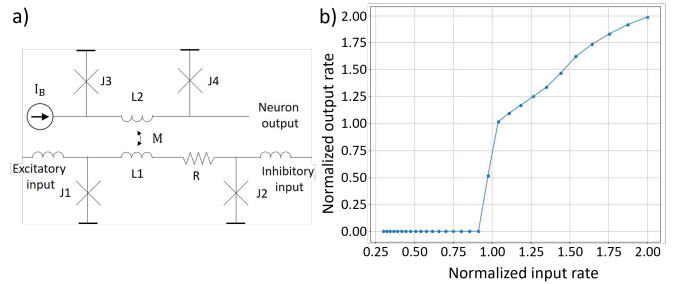 a)
J3
J4
I_B
L2
Neuron
output
M
Excitatory
input
L1
R
Inhibitory
input
J1
J2
b)
Normalized output rate
2.00
1.75
1.50
1.25
1.00
0.75
0.50
0.25
0.00
0.25 0.50 0.75 1.00 1.25 1.50 1.75 2.00
Normalized input rate